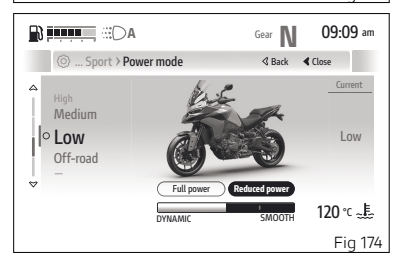 A Gear N 09:09 am
... Sport > Power mode Back Close
Current
High
Medium
Low
Low
Off-road
—
Full power Reduced power
DYNAMIC SMOOTH
120 °C
Fig 174